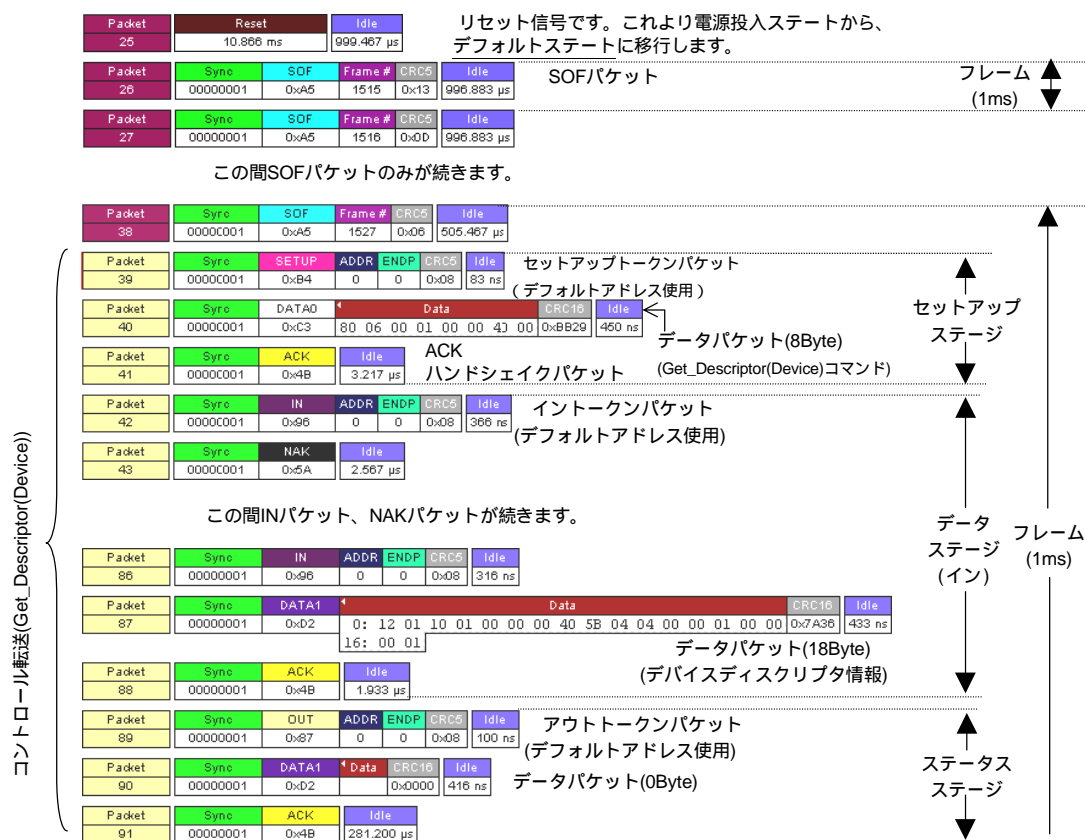 Packet Reset Idle
25 10.866 ms 999.467 µs
リセット信号です。これより電源投入ステートから、
デフォルトステートに移行します。
Packet Sync SOF Frame # CRC5 Idle
26 00000001 0xA5 1515 0x13 996.883 µs
SOFパケット
フレーム
(1ms)
Packet Sync SOF Frame # CRC5 Idle
27 00000001 0xA5 1516 0x0D 996.883 µs
この間SOFパケットのみが続きます。
Packet Sync SOF Frame # CRC5 Idle
38 00000001 0xA5 1527 0x06 505.467 µs
Packet Sync SETUP ADDR ENDP CRC5 Idle
39 00000001 0xB4 0 0 0x08 83 ns
セットアップトークンパケット
(デフォルトアドレス使用)
Packet Sync DATA0 Data CRC16 Idle
40 00000001 0xC3 80 06 00 01 00 00 40 00 0xBB29 450 ns
データパケット(8Byte)
(Get_Descriptor(Device)コマンド)
セットアップ
ステージ
Packet Sync ACK Idle
41 00000001 0x4B 3.217 µs
ACK
ハンドシェイクパケット
Packet Sync IN ADDR ENDP CRC5 Idle
42 00000001 0x96 0 0 0x08 366 ns
イントークンパケット
(デフォルトアドレス使用)
Packet Sync NAK Idle
43 00000001 0x5A 2.567 µs
この間INパケット、NAKパケットが続きます。
データ
ステージ
(イン)
フレーム
(1ms)
コントロール転送(Get_Descriptor(Device))
Packet Sync IN ADDR ENDP CRC5 Idle
86 00000001 0x96 0 0 0x08 316 ns
Packet Sync DATA1 Data CRC16 Idle
87 00000001 0xD2 0: 12 01 10 01 00 00 00 40 5B 04 04 00 00 01 00 00 0x7A36 433 ns
16: 00 01
データパケット(18Byte)
(デバイスディスクリプタ情報)
Packet Sync ACK Idle
88 00000001 0x4B 1.933 µs
Packet Sync OUT ADDR ENDP CRC5 Idle
89 00000001 0x87 0 0 0x08 100 ns
アウトトークンパケット
(デフォルトアドレス使用)
Packet Sync DATA1 Data CRC16 Idle
90 00000001 0xD2 0x0000 416 ns
データパケット(0Byte)
ステータス
ステージ
Packet Sync ACK Idle
91 00000001 0x4B 281.200 µs